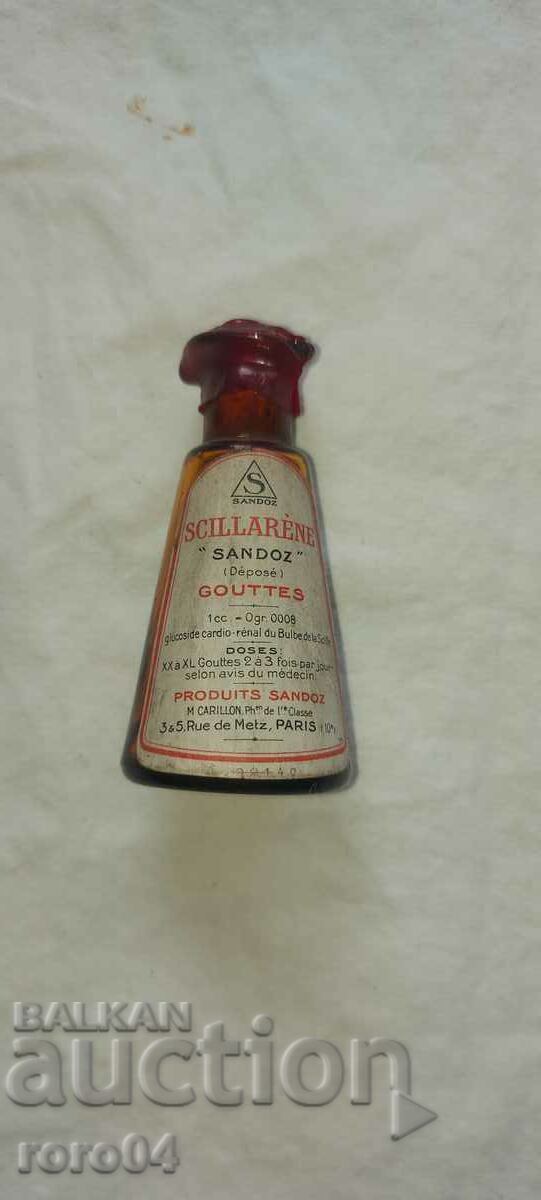 S
SANDOZ
SCILLARÈNE
"SANDOZ"
(Déposé)
GOUTTES
1cc - 0gr.0008
glucoside cardio-rénal du Bulbe de la Scille
DOSES:
XX à XL Gouttes 2 à 3 fois par jour
selon avis du médecin
PRODUITS SANDOZ
M CARILLON, Phien de 1re Classe
3 & 5, Rue de Metz, PARIS (10e)
BALKAN
auction
roro04